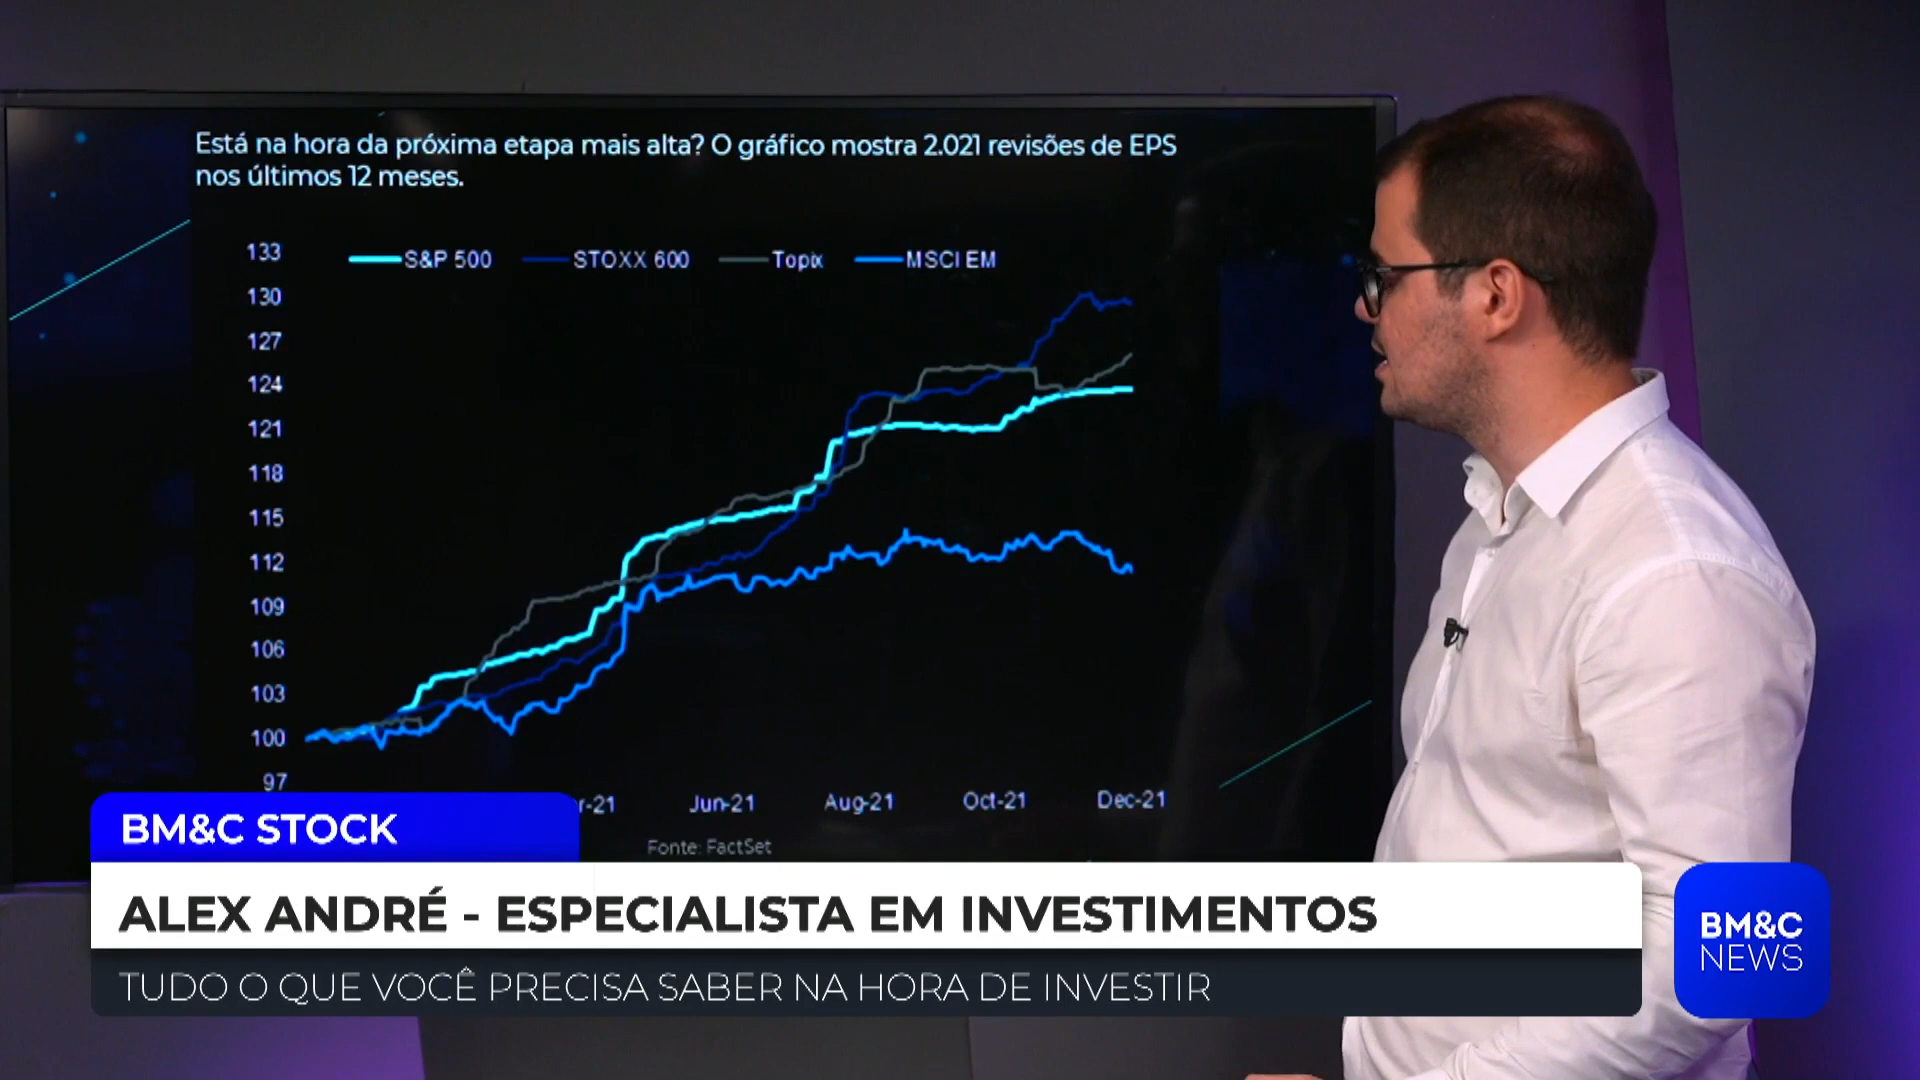 Está na hora da próxima etapa mais alta? O gráfico mostra 2.021 revisões de EPS
nos últimos 12 meses.
S&P 500 STOXX 600 Topix MSCI EM
133
130
127
124
121
118
115
112
109
106
103
100
97
r-21 Jun-21 Aug-21 Oct-21 Dec-21
Fonte: FactSet
BM&C STOCK
ALEX ANDRÉ - ESPECIALISTA EM INVESTIMENTOS
TUDO O QUE VOCÊ PRECISA SABER NA HORA DE INVESTIR
BM&C
NEWS